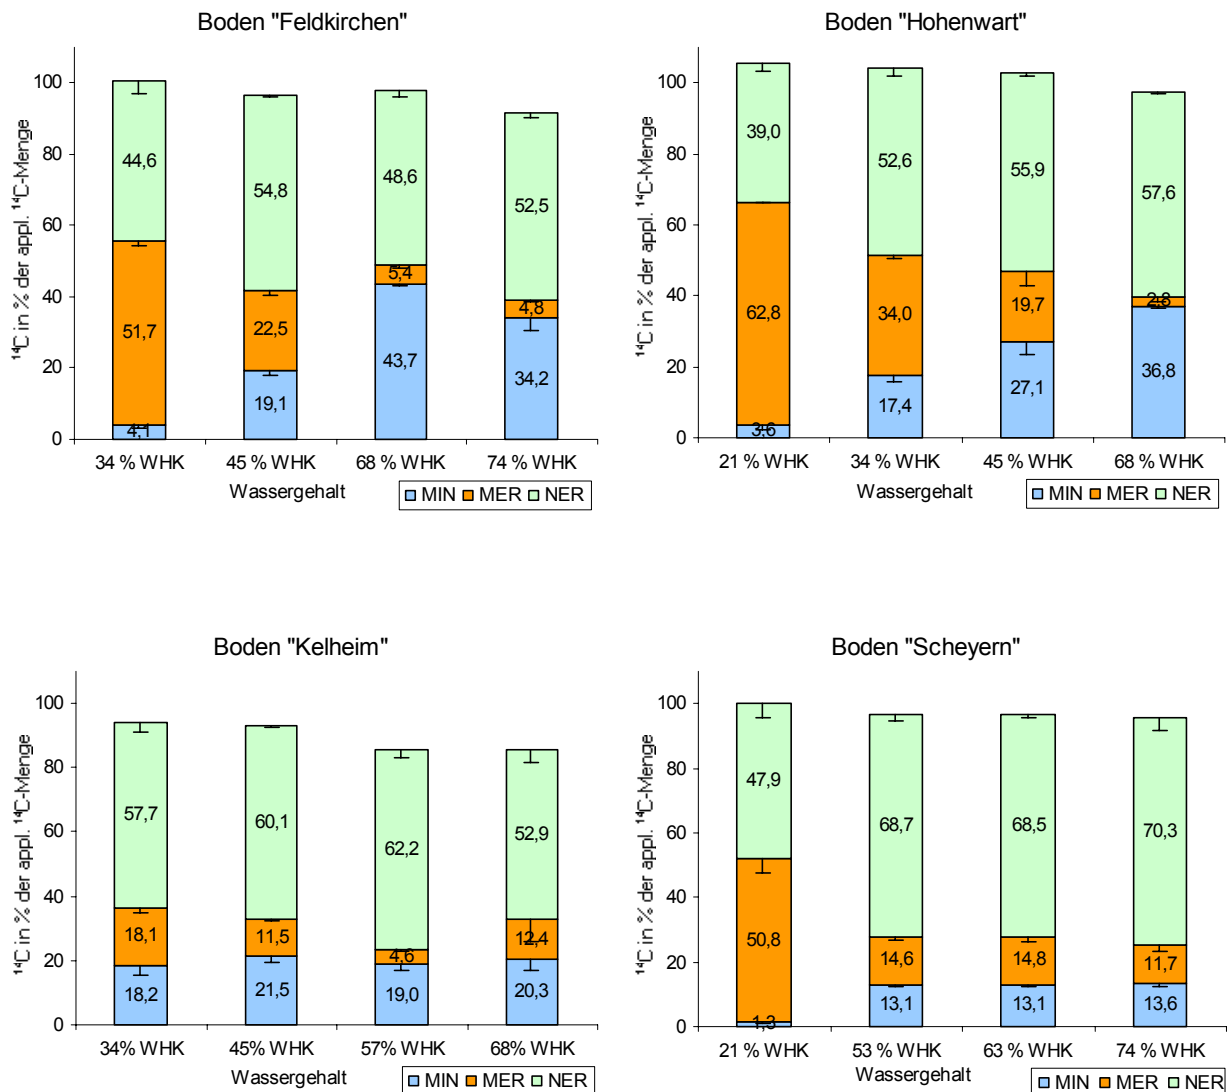 Boden "Feldkirchen"
¹⁴C in % der appl. ¹⁴C-Menge
100
80
60
40
20
0
44,6
54,8
48,6
52,5
51,7
22,5
5,4
4,8
4,1
19,1
43,7
34,2
34 % WHK
45 % WHK
68 % WHK
74 % WHK
Wassergehalt
MIN MER NER
Boden "Hohenwart"
¹⁴C in % der appl. ¹⁴C-Menge
100
80
60
40
20
0
39,0
52,6
55,9
57,6
62,8
34,0
19,7
2,8
3,6
17,4
27,1
36,8
21 % WHK
34 % WHK
45 % WHK
68 % WHK
Wassergehalt
MIN MER NER
Boden "Kelheim"
¹⁴C in % der appl. ¹⁴C-Menge
100
80
60
40
20
0
57,7
60,1
62,2
52,9
18,1
11,5
4,6
12,4
18,2
21,5
19,0
20,3
34% WHK
45% WHK
57% WHK
68% WHK
Wassergehalt
MIN MER NER
Boden "Scheyern"
¹⁴C in % der appl. ¹⁴C-Menge
100
80
60
40
20
0
47,9
68,7
68,5
70,3
50,8
14,6
14,8
11,7
1,3
13,1
13,1
13,6
21 % WHK
53 % WHK
63 % WHK
74 % WHK
Wassergehalt
MIN MER NER